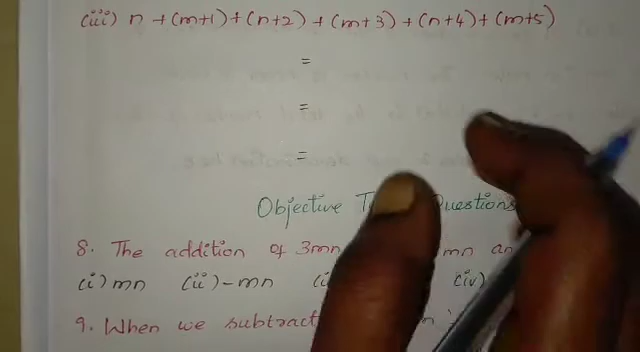 (iii) n + (m+1) + (n+2) + (m+3) + (n+4) + (m+5)
=
=
=
Objective Questions
8. The addition of 3mn mn
(i) mn (ii) -mn (iv)
9. When we subtract